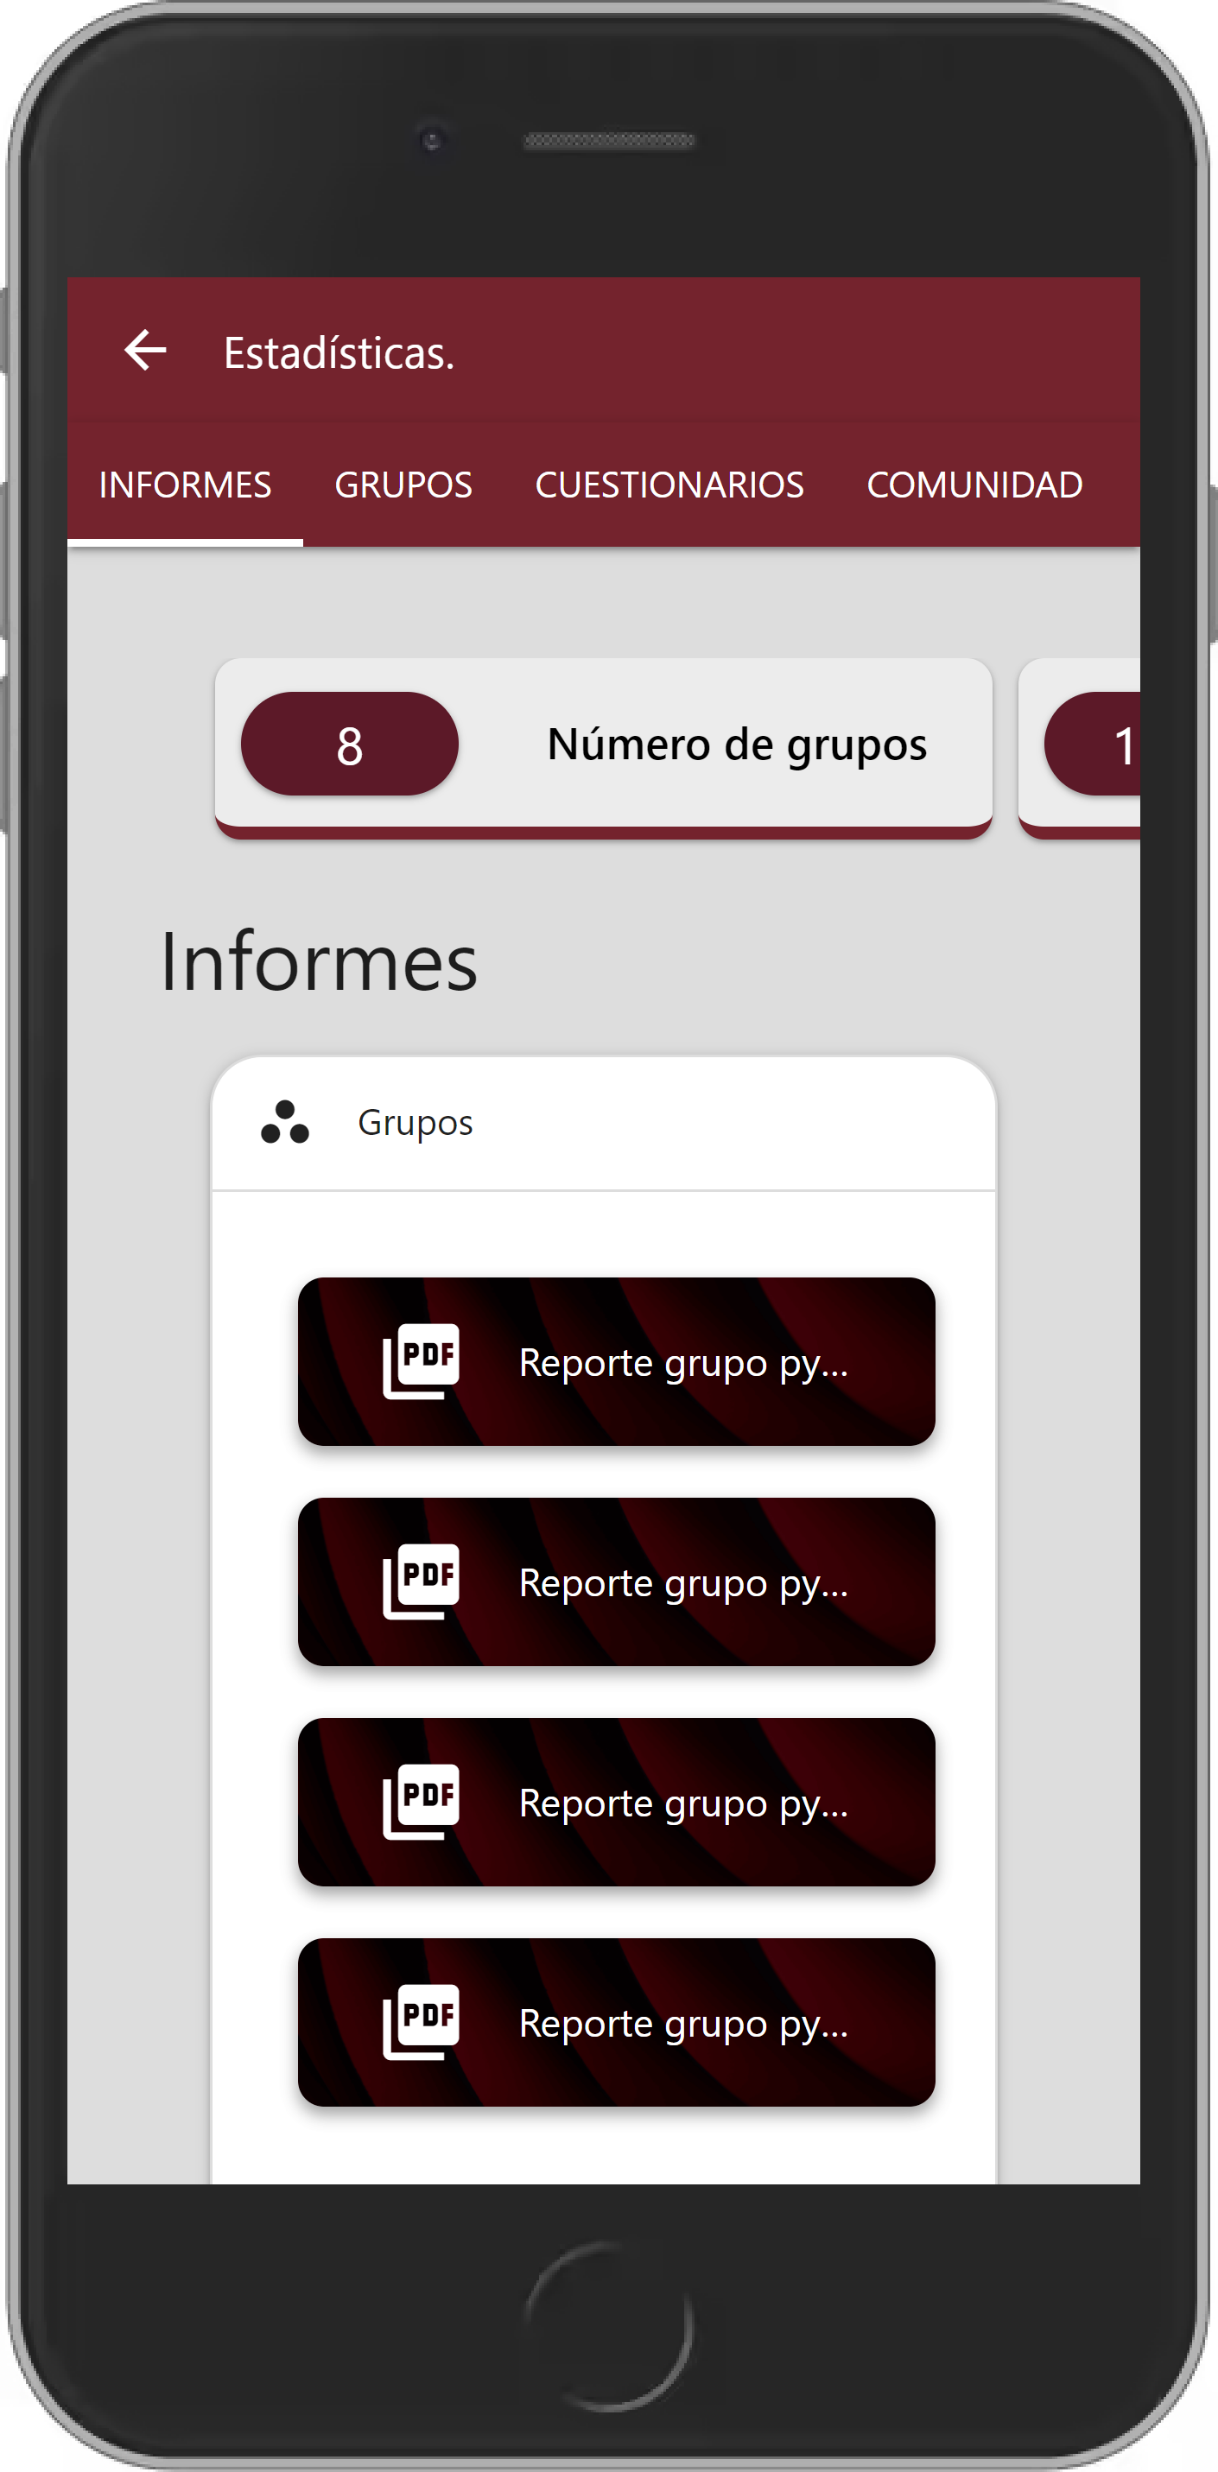 Estadísticas.
INFORMES GRUPOS CUESTIONARIOS COMUNIDAD
8 Número de grupos 1
Informes
Grupos
PDF Reporte grupo py...
PDF Reporte grupo py...
PDF Reporte grupo py...
PDF Reporte grupo py...